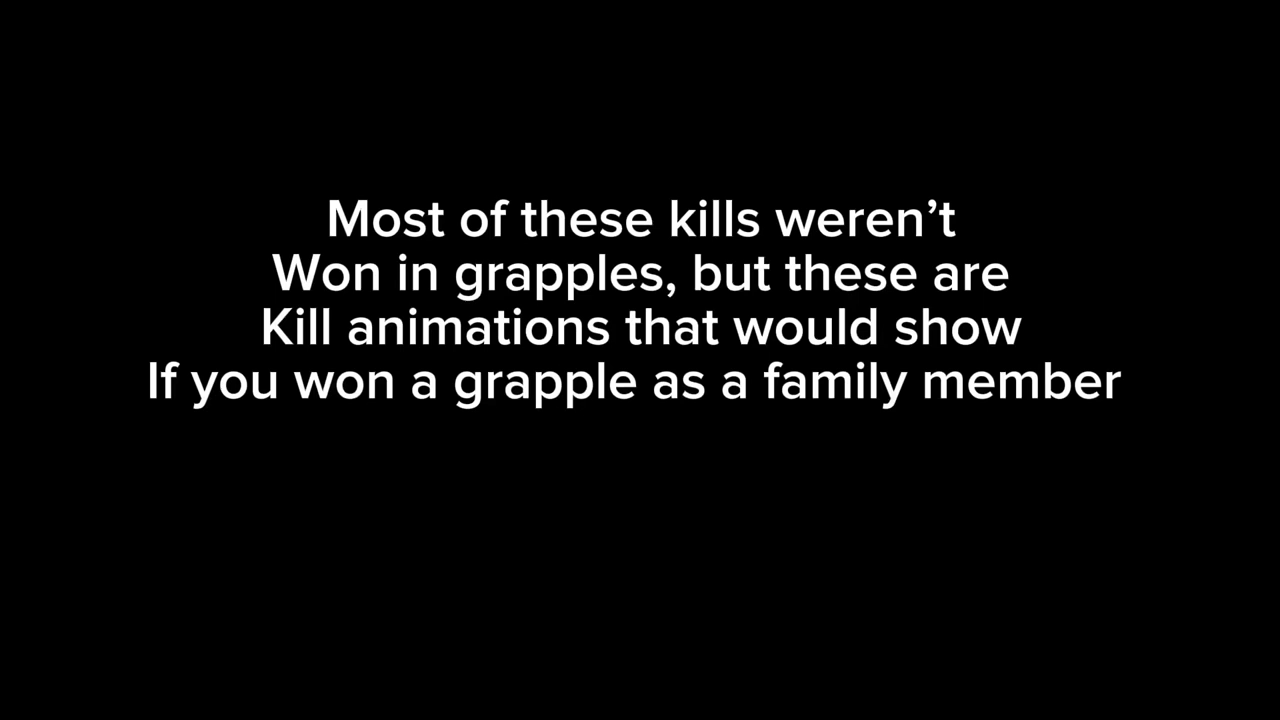 Most of these kills weren’t
Won in grapples, but these are
Kill animations that would show
If you won a grapple as a family member